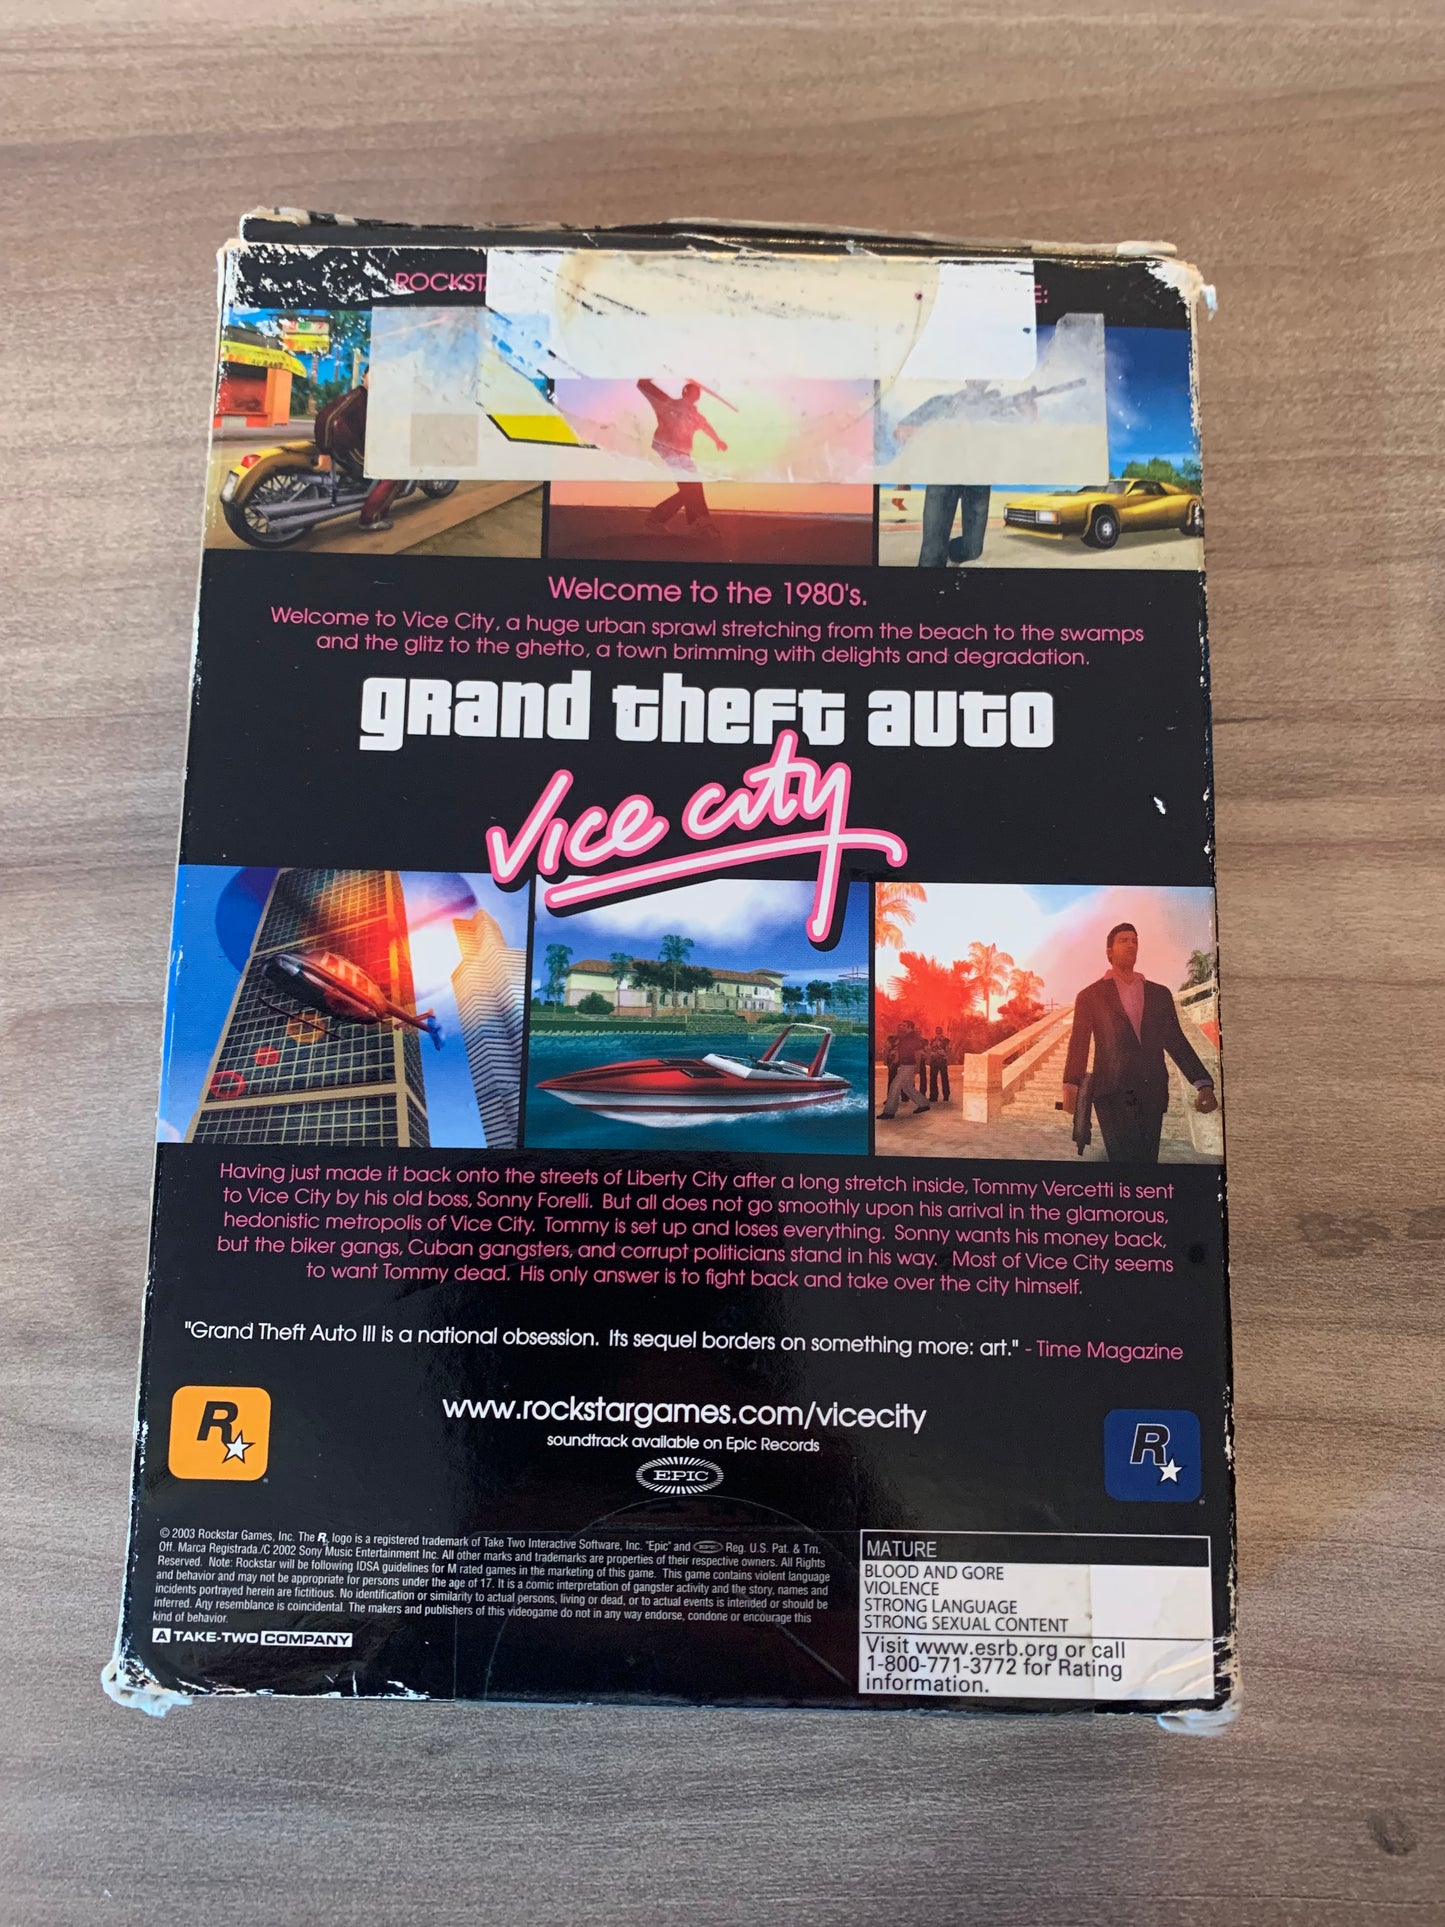 Welcome to the 1980's.
Welcome to Vice City, a huge urban sprawl stretching from the beach to the swamps
and the glitz to the ghetto, a town brimming with delights and degradation.
grand theft auto
Vice City
Having just made it back onto the streets of Liberty City after a long stretch inside, Tommy Vercetti is sent
to Vice City by his old boss, Sonny Forelli. But all does not go smoothly upon his arrival in the glamorous,
hedonistic metropolis of Vice City. Tommy is set up and loses everything. Sonny wants his money back,
but the biker gangs, Cuban gangsters, and corrupt politicians stand in his way. Most of Vice City seems
to want Tommy dead. His only answer is to fight back and take over the city himself.
"Grand Theft Auto III is a national obsession. Its sequel borders on something more: art." - Time Magazine
R
www.rockstargames.com/vicecity
soundtrack available on Epic Records
EPIC
R
© 2003 Rockstar Games, Inc. The R logo is a registered trademark of Take Two Interactive Software, Inc. "Epic" and EPIC Reg. U.S. Pat. & Tm.
Off. Marca Registrada./C 2002 Sony Music Entertainment Inc. All other marks and trademarks are properties of their respective owners. All Rights
Reserved. Note: Rockstar will be following IDSA guidelines for M rated games in the marketing of this game. This game contains violent language
and behavior and may not be appropriate for persons under the age of 17. It is a comic interpretation of gangster activity and the story, names and
incidents portrayed herein are fictitious. No identification or similarity to actual persons, living or dead, or to actual events is intended or should be
inferred. Any resemblance is coincidental. The makers and publishers of this videogame do not in any way endorse, condone or encourage this
kind of behavior.
A TAKE-TWO COMPANY
MATURE
BLOOD AND GORE
VIOLENCE
STRONG LANGUAGE
STRONG SEXUAL CONTENT
Visit www.esrb.org or call
1-800-771-3772 for Rating
information.